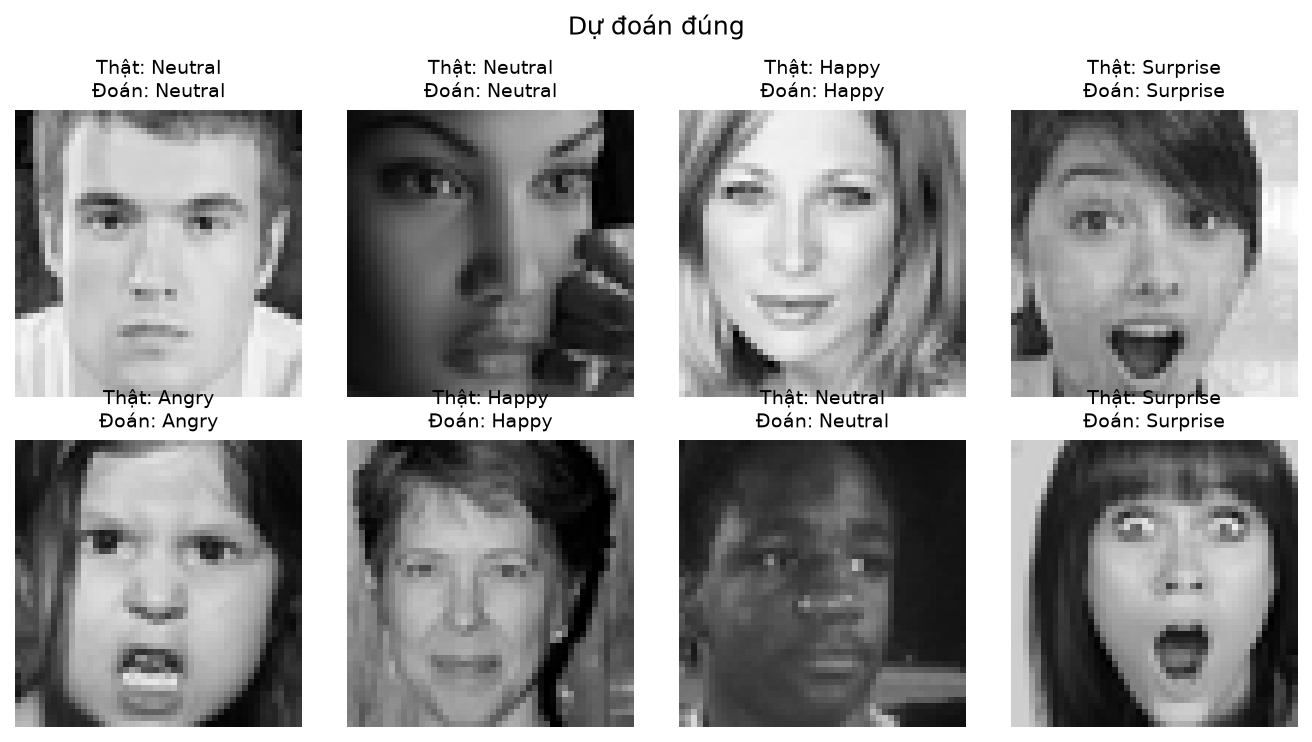 Dự đoán đúng
Thật: Neutral
Đoán: Neutral
Thật: Neutral
Đoán: Neutral
Thật: Happy
Đoán: Happy
Thật: Surprise
Đoán: Surprise
Thật: Angry
Đoán: Angry
Thật: Happy
Đoán: Happy
Thật: Neutral
Đoán: Neutral
Thật: Surprise
Đoán: Surprise